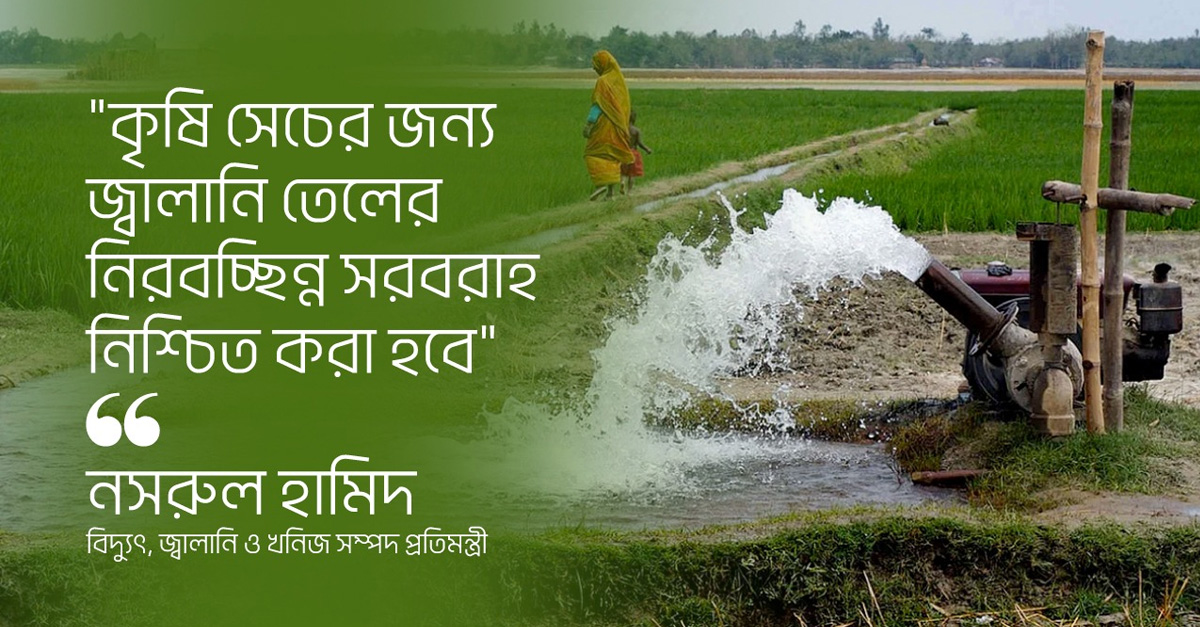 "কৃষি সেচের জন্য
জ্বালানি তেলের
নিরবচ্ছিন্ন সরবরাহ
নিশ্চিত করা হবে"
“
নসরুল হামিদ
বিদ্যুৎ, জ্বালানি ও খনিজ সম্পদ প্রতিমন্ত্রী